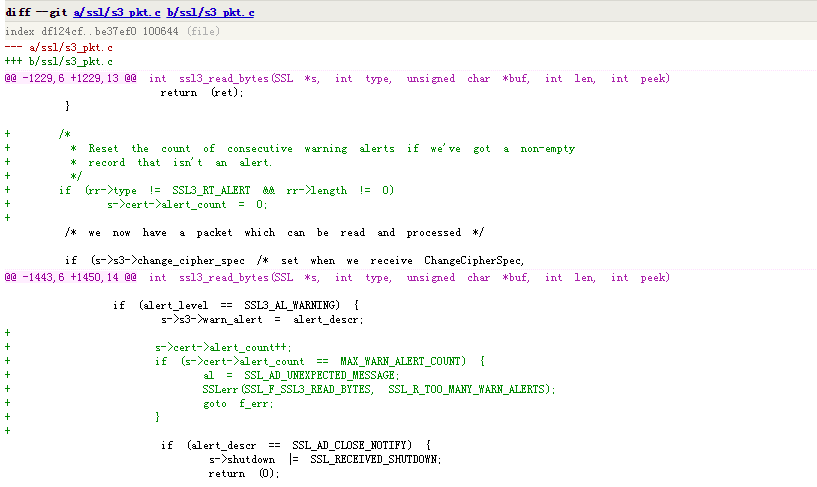 diff --git a/ssl/s3_pkt.c b/ssl/s3_pkt.c
index df124cf..be37ef0 100644 (file)
--- a/ssl/s3_pkt.c
+++ b/ssl/s3_pkt.c
@@ -1229,6 +1229,13 @@ int ssl3_read_bytes(SSL *s, int type, unsigned char *buf, int len, int peek)
return (ret);
}
+ /*
+ * Reset the count of consecutive warning alerts if we've got a non-empty
+ * record that isn't an alert.
+ */
+ if (rr->type != SSL3_RT_ALERT && rr->length != 0)
+ s->cert->alert_count = 0;
+
/* we now have a packet which can be read and processed */
if (s->s3->change_cipher_spec /* set when we receive ChangeCipherSpec,
@@ -1443,6 +1450,14 @@ int ssl3_read_bytes(SSL *s, int type, unsigned char *buf, int len, int peek)
if (alert_level == SSL3_AL_WARNING) {
s->s3->warn_alert = alert_descr;
+
+ s->cert->alert_count++;
+ if (s->cert->alert_count == MAX_WARN_ALERT_COUNT) {
+ al = SSL_AD_UNEXPECTED_MESSAGE;
+ SSLerr(SSL_F_SSL3_READ_BYTES, SSL_R_TOO_MANY_WARN_ALERTS);
+ goto f_err;
+ }
+
if (alert_descr == SSL_AD_CLOSE_NOTIFY) {
s->shutdown |= SSL_RECEIVED_SHUTDOWN;
return (0);